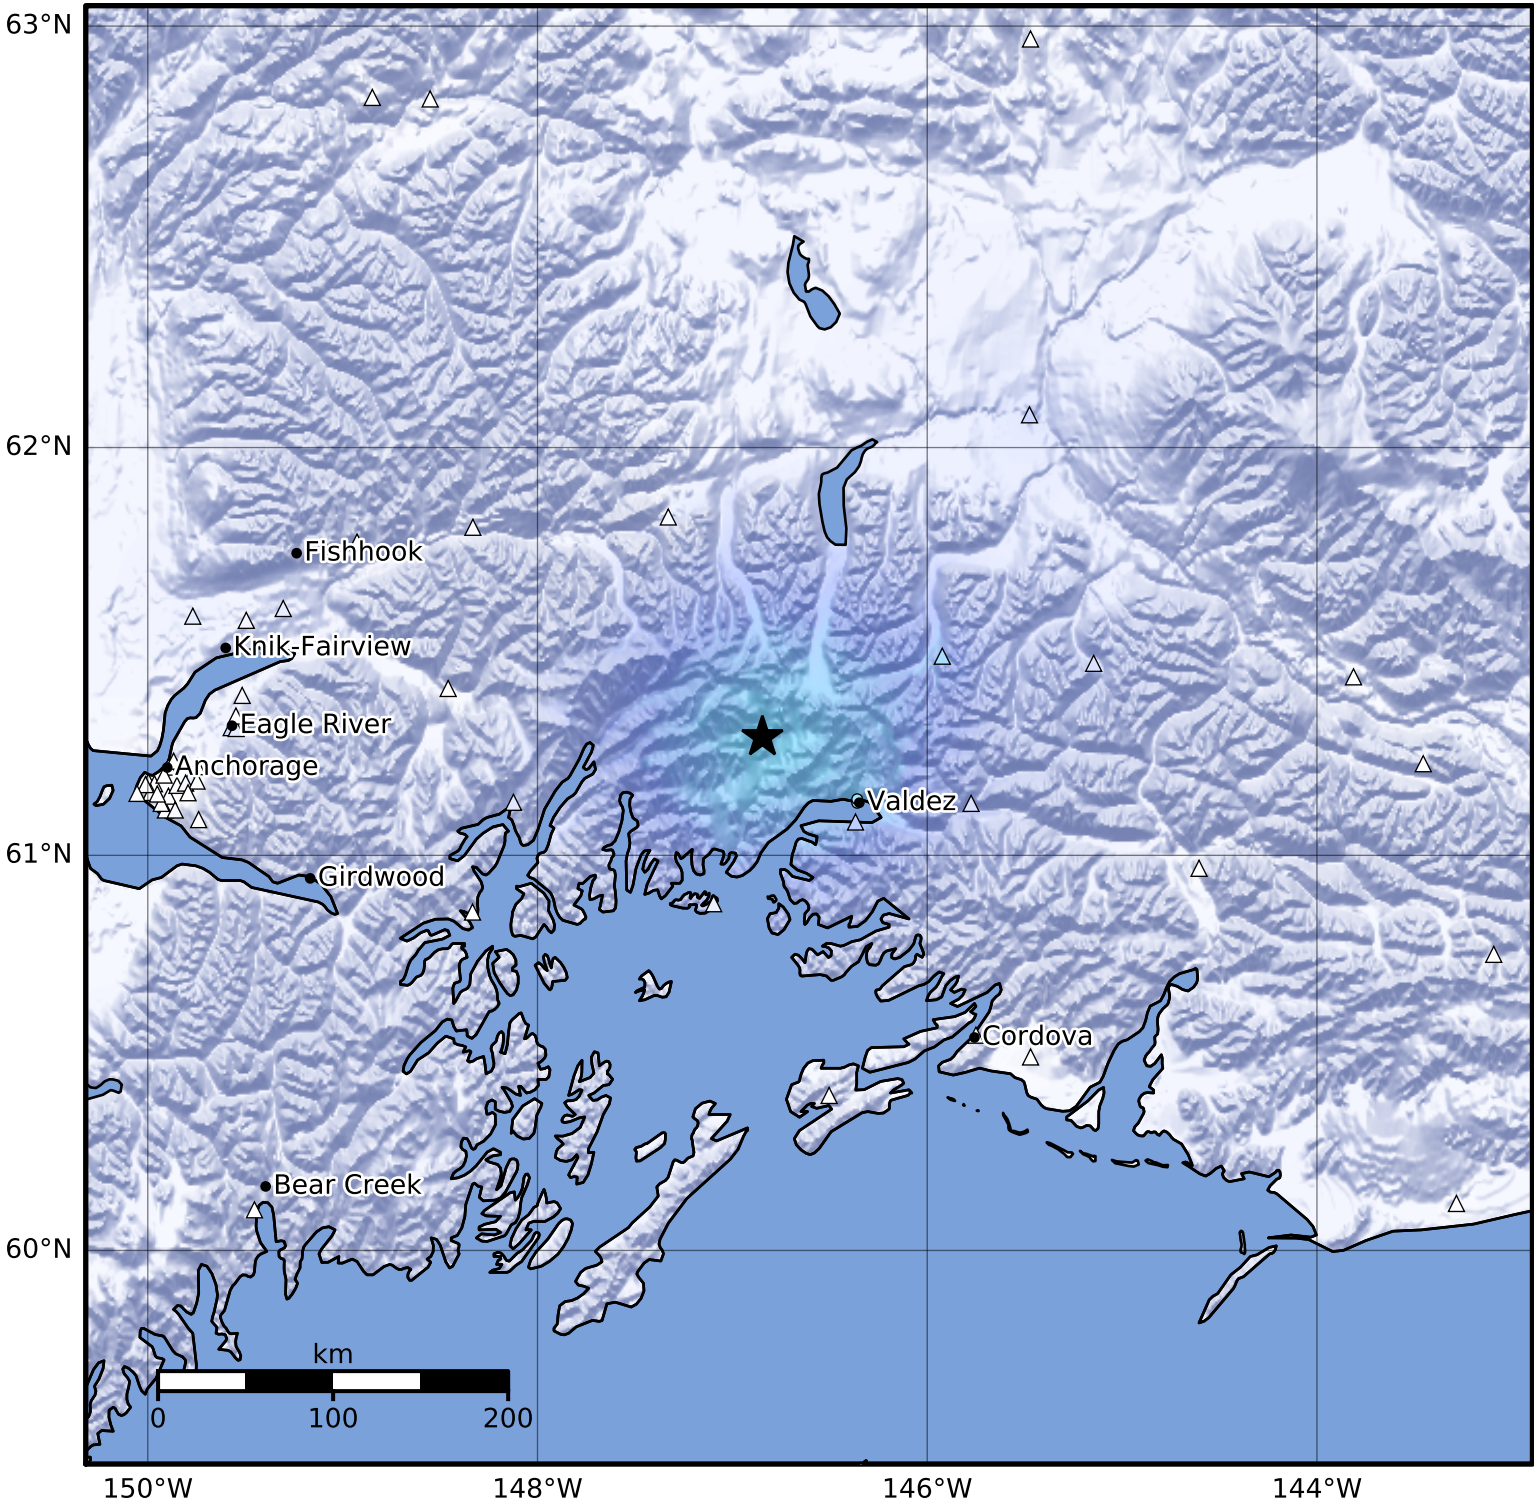 63°N
62°N
Fishhook
Knik-Fairview
Eagle River
Anchorage
Valdez
61°N
Girdwood
Cordova
Bear Creek
60°N
km
0 100 200
150°W 148°W 146°W 144°W